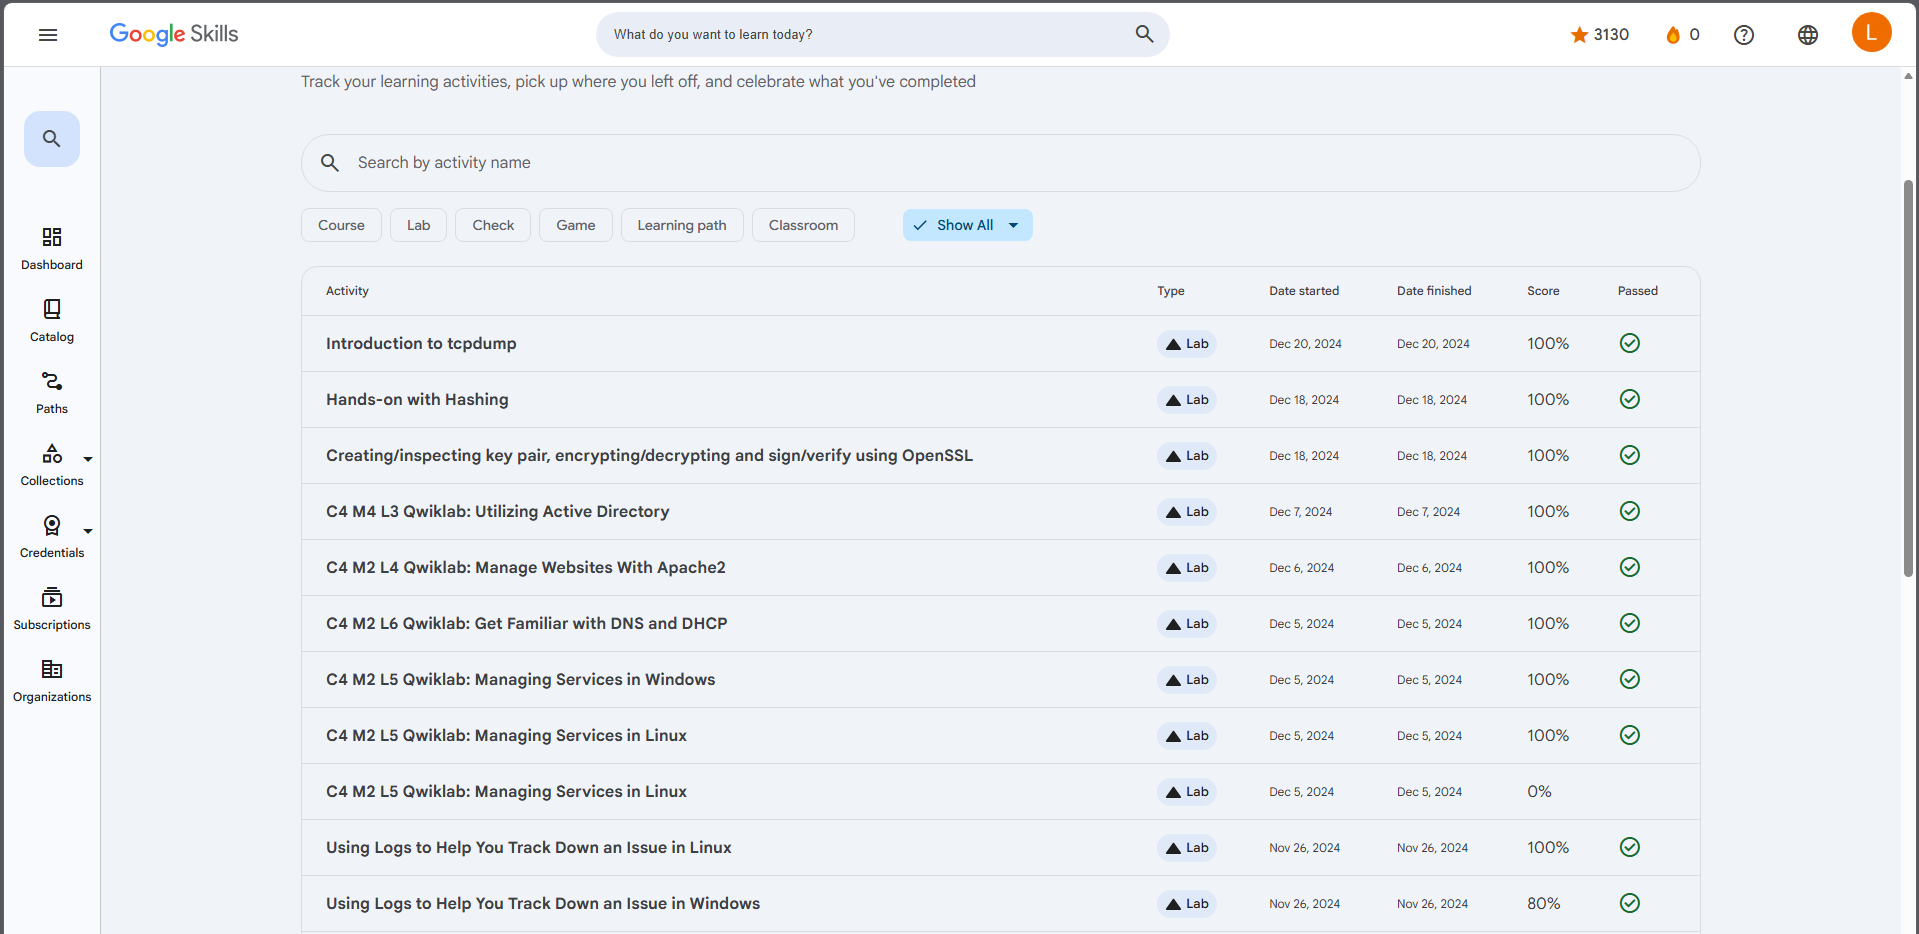 Google Skills
What do you want to learn today?
3130
0
L
Track your learning activities, pick up where you left off, and celebrate what you've completed
Search by activity name
Course Lab Check Game Learning path Classroom Show All
Dashboard
Catalog
Paths
Collections
Credentials
Subscriptions
Organizations
Activity Type Date started Date finished Score Passed
Introduction to tcpdump Lab Dec 20, 2024 Dec 20, 2024 100%
Hands-on with Hashing Lab Dec 18, 2024 Dec 18, 2024 100%
Creating/inspecting key pair, encrypting/decrypting and sign/verify using OpenSSL Lab Dec 18, 2024 Dec 18, 2024 100%
C4 M4 L3 Qwiklab: Utilizing Active Directory Lab Dec 7, 2024 Dec 7, 2024 100%
C4 M2 L4 Qwiklab: Manage Websites With Apache2 Lab Dec 6, 2024 Dec 6, 2024 100%
C4 M2 L6 Qwiklab: Get Familiar with DNS and DHCP Lab Dec 5, 2024 Dec 5, 2024 100%
C4 M2 L5 Qwiklab: Managing Services in Windows Lab Dec 5, 2024 Dec 5, 2024 100%
C4 M2 L5 Qwiklab: Managing Services in Linux Lab Dec 5, 2024 Dec 5, 2024 100%
C4 M2 L5 Qwiklab: Managing Services in Linux Lab Dec 5, 2024 Dec 5, 2024 0%
Using Logs to Help You Track Down an Issue in Linux Lab Nov 26, 2024 Nov 26, 2024 100%
Using Logs to Help You Track Down an Issue in Windows Lab Nov 26, 2024 Nov 26, 2024 80%